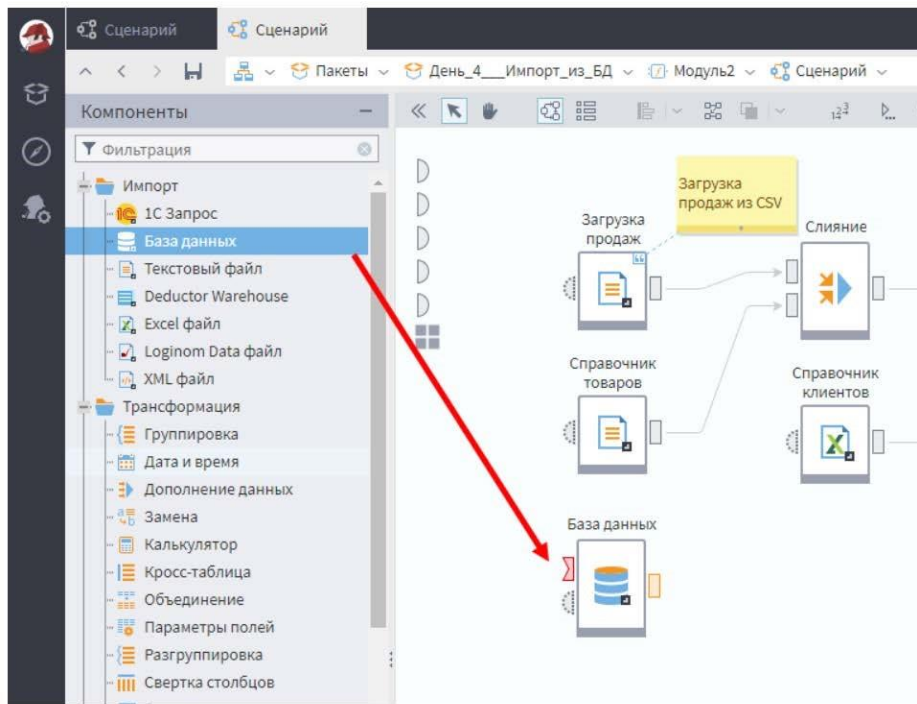 Сценарий
Сценарий
Пакеты
День_4___Импорт_из_БД
Модуль2
Сценарий
Компоненты
Фильтрация
Импорт
1С Запрос
База данных
Текстовый файл
Deductor Warehouse
Excel файл
Loginom Data файл
XML файл
Трансформация
Группировка
Дата и время
Дополнение данных
Замена
Калькулятор
Кросс-таблица
Объединение
Параметры полей
Разгруппировка
Свертка столбцов
Загрузка
продаж из CSV
Загрузка
продаж
Слияние
Справочник
товаров
Справочник
клиентов
База данных